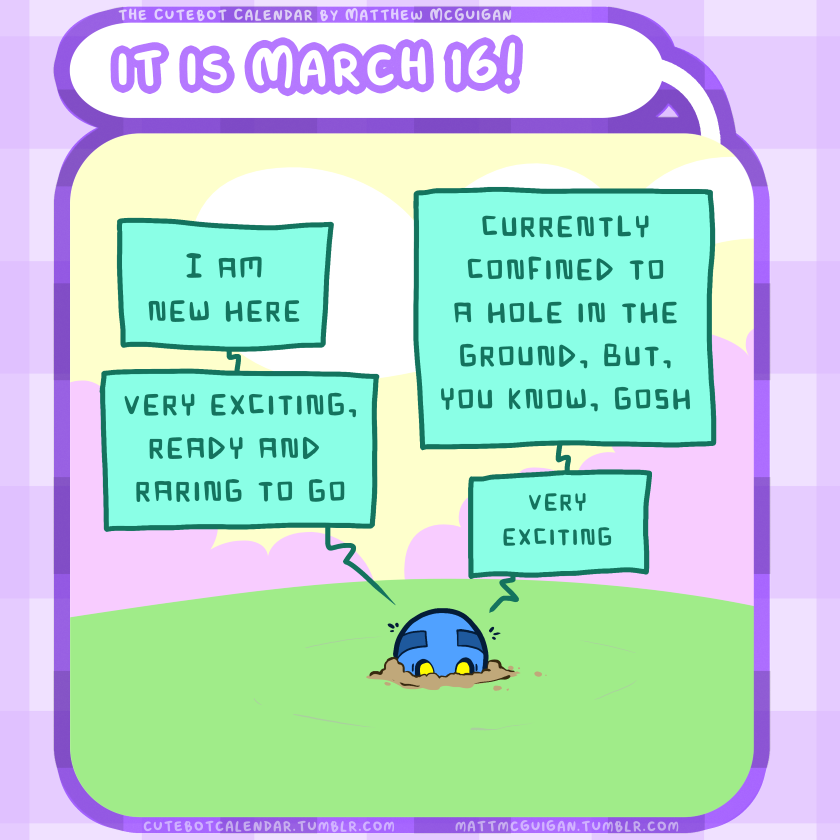 THE CUTEBOT CALENDAR BY MATTHEW MCGUIGAN
IT IS MARCH 16!
I AM
NEW HERE
VERY EXCITING,
READY AND
RARING TO GO
CURRENTLY
CONFINED TO
A HOLE IN THE
GROUND, BUT,
YOU KNOW, GOSH
VERY
EXCITING
CUTEBOTCALENDAR.TUMBLR.COM
MATTMCGUIGAN.TUMBLR.COM